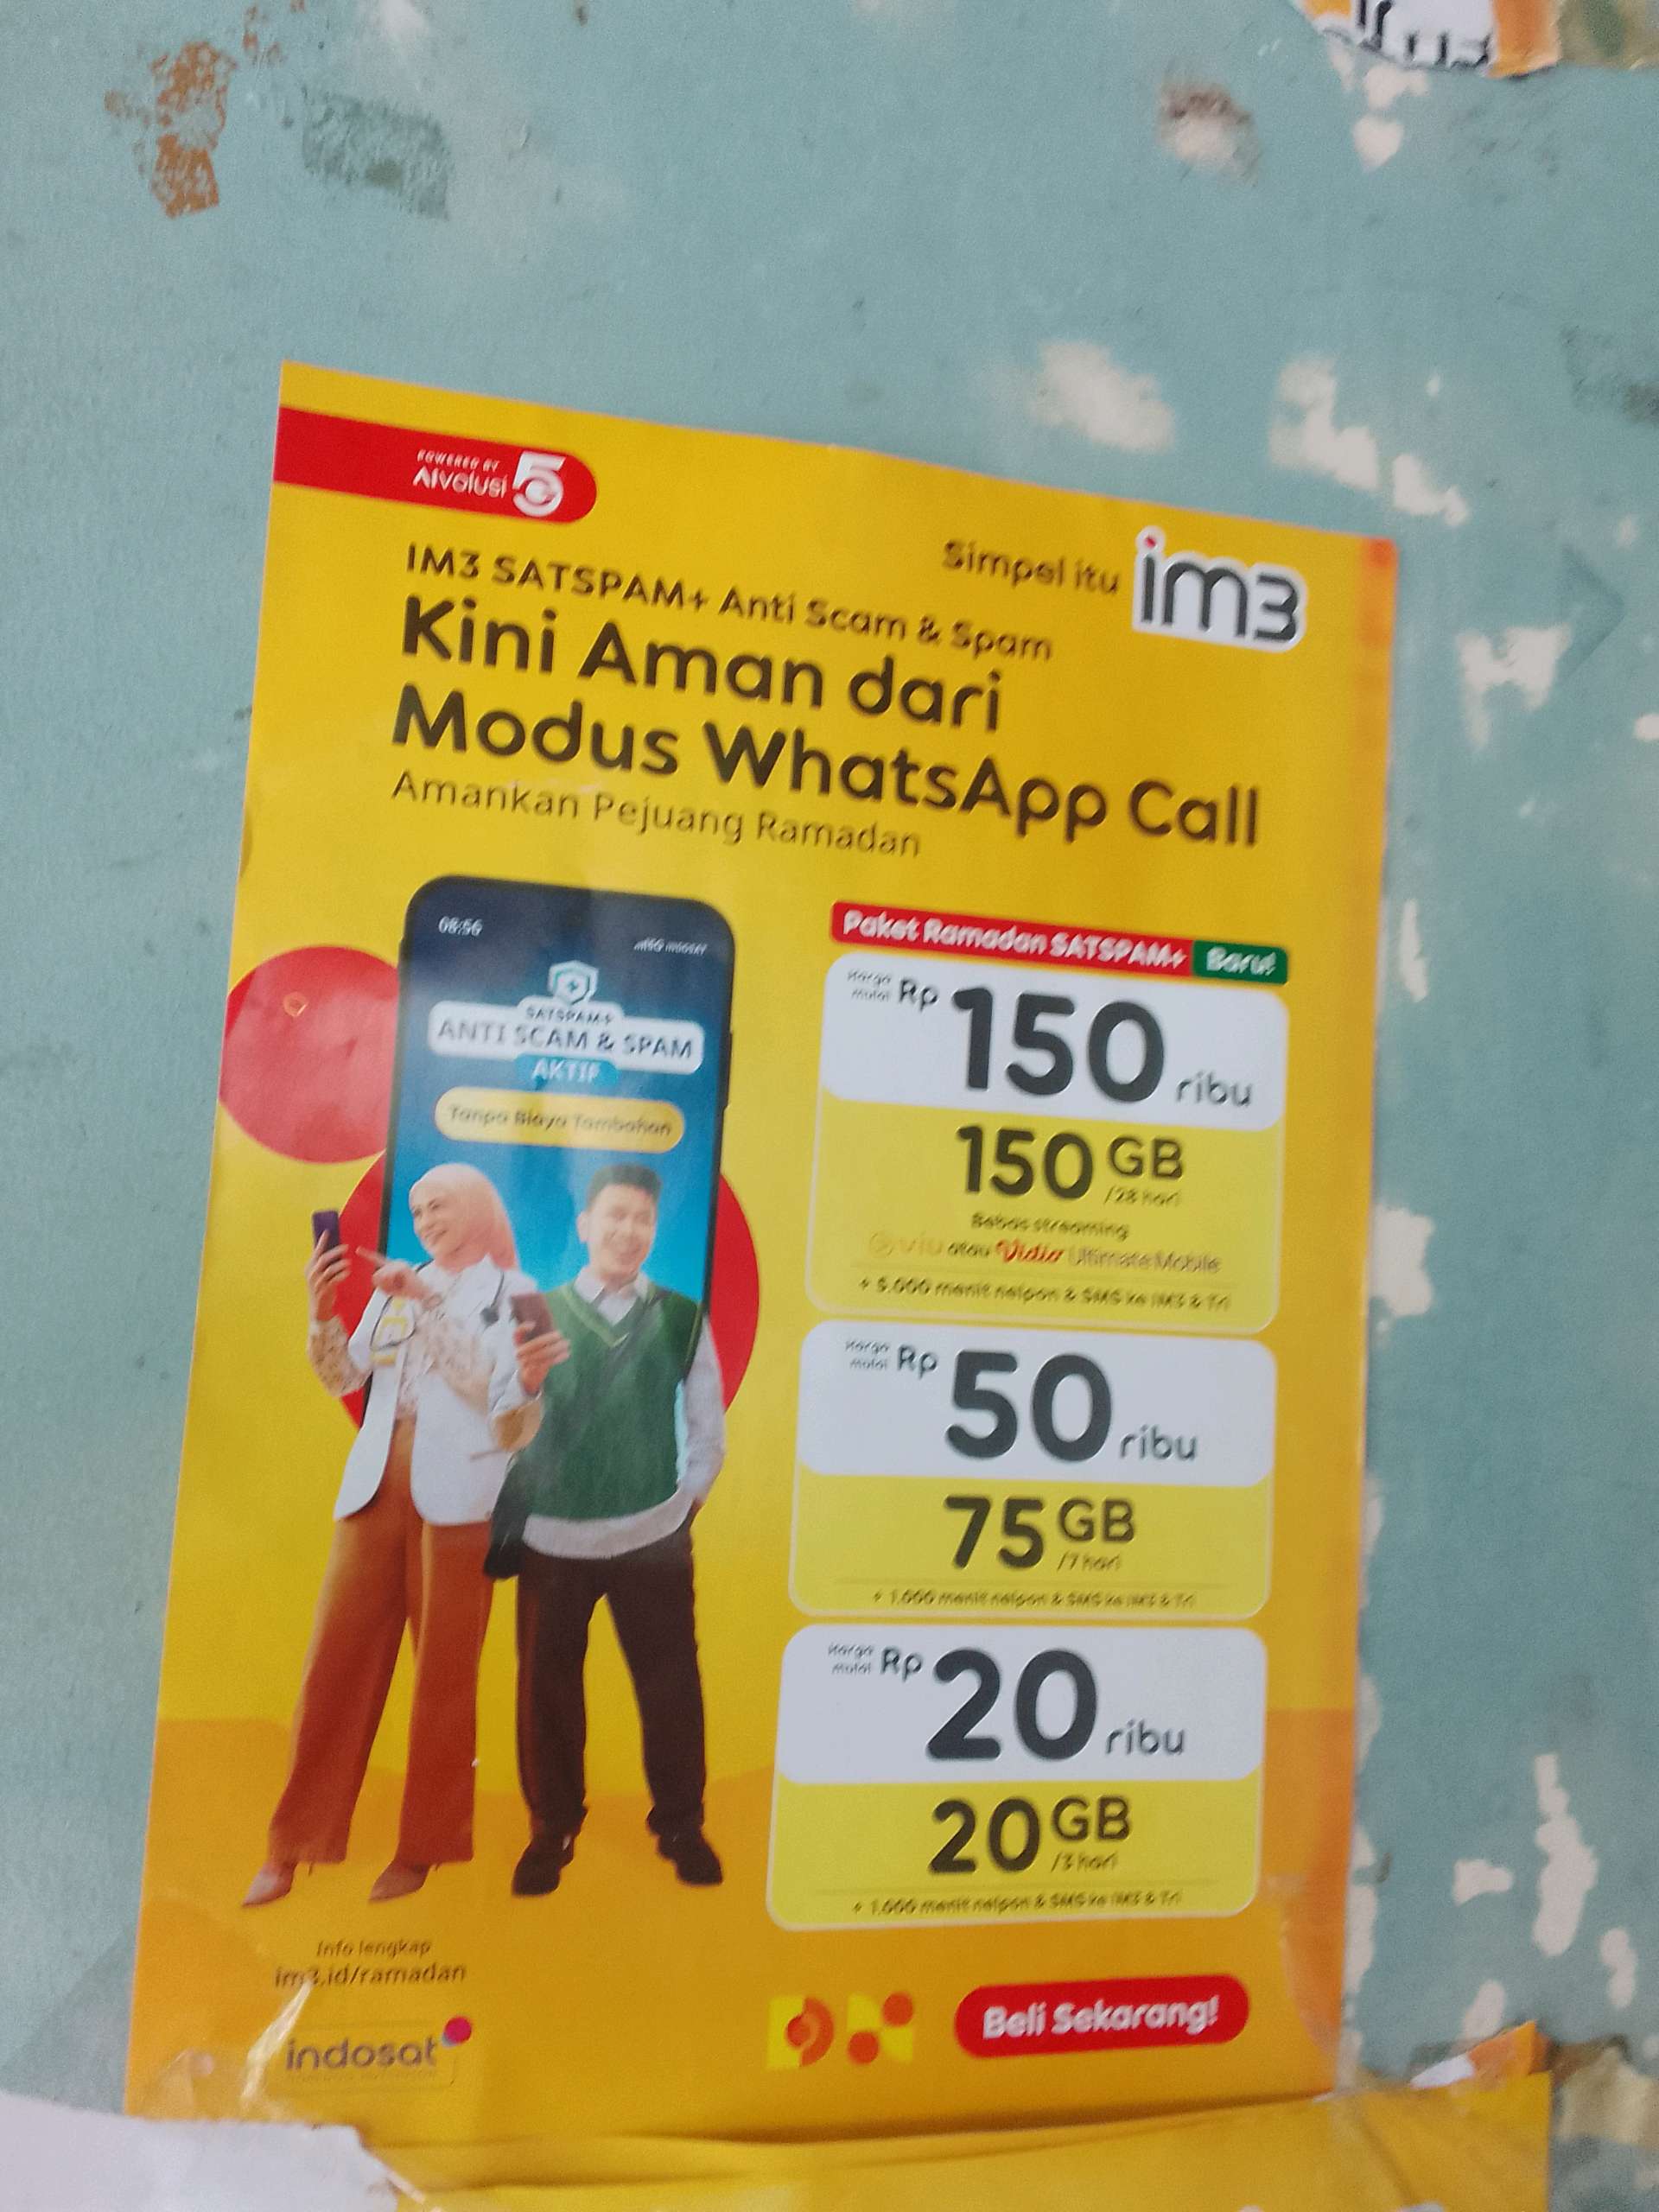 POWERED BY
AIvolusi 5G
Simpel itu im3
IM3 SATSPAM+ Anti Scam & Spam
Kini Aman dari
Modus WhatsApp Call
Amankan Pejuang Ramadan
08:56
5G INDOSAT
SATSPAM+
ANTI SCAM & SPAM
AKTIF
Tanpa Biaya Tambahan
Paket Ramadan SATSPAM+ Baru!
Harga mulai Rp 150 ribu
150 GB /28 hari
Bebas streaming
viu atau Vidio Ultimate Mobile
+ 5.000 menit nelpon & SMS ke IM3 & Tri
Harga mulai Rp 50 ribu
75 GB /7 hari
+ 1.000 menit nelpon & SMS ke IM3 & Tri
Harga mulai Rp 20 ribu
20 GB /3 hari
+ 1.000 menit nelpon & SMS ke IM3 & Tri
Info lengkap
im3.id/ramadan
indosat
Beli Sekarang!